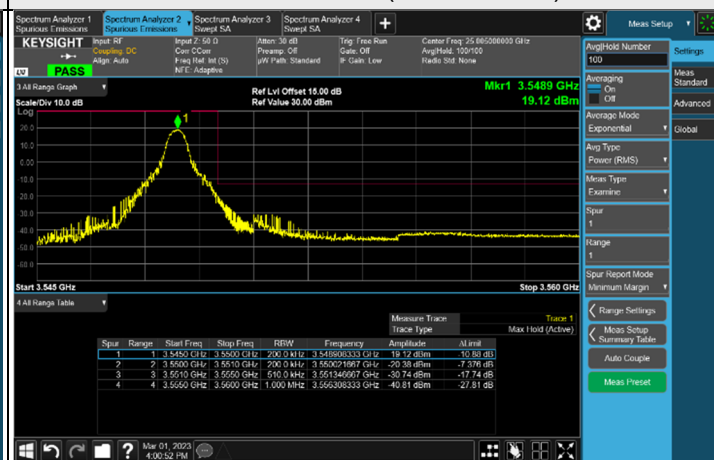 Spectrum Analyzer 1
Spurious Emissions
Spectrum Analyzer 2
Spurious Emissions
Spectrum Analyzer 3
Swept SA
Spectrum Analyzer 4
Swept SA
+
Meas Setup
KEYSIGHT
LXI
PASS
Input: RF
Coupling: DC
Align: Auto
Input Z: 50 Ω
Corr CCorr
Freq Ref: Int (S)
NFE: Adaptive
Atten: 30 dB
Preamp: Off
µW Path: Standard
Trig: Free Run
Gate: Off
IF Gain: Low
Center Freq: 25.005000000 GHz
Avg|Hold: 100/100
Radio Std: None
3 All Range Graph
Scale/Div 10.0 dB
Ref Lvl Offset 16.00 dB
Ref Value 30.00 dBm
Mkr1 3.5489 GHz
19.12 dBm
Log
1
20.0
10.0
0.00
-10.0
-20.0
-30.0
-40.0
-50.0
-60.0
Start 3.545 GHz
Stop 3.560 GHz
4 All Range Table
Measure Trace Trace 1
Trace Type Max Hold (Active)
Spur Range Start Freq Stop Freq RBW Frequency Amplitude ΔLimit
1 1 3.5450 GHz 3.5500 GHz 200.0 kHz 3.548908333 GHz 19.12 dBm -10.88 dB
2 2 3.5500 GHz 3.5510 GHz 200.0 kHz 3.550021667 GHz -20.38 dBm -7.376 dB
3 3 3.5510 GHz 3.5550 GHz 510.0 kHz 3.551346667 GHz -30.74 dBm -17.74 dB
4 4 3.5550 GHz 3.5600 GHz 1.000 MHz 3.556308333 GHz -40.81 dBm -27.81 dB
Avg|Hold Number
100
Averaging
On
Off
Average Mode
Exponential
Avg Type
Power (RMS)
Meas Type
Examine
Spur
1
Range
1
Spur Report Mode
Minimum Margin
Range Settings
Meas Setup
Summary Table
Auto Couple
Meas Preset
Settings
Meas
Standard
Advanced
Global
?
Mar 01, 2023
4:00:52 PM